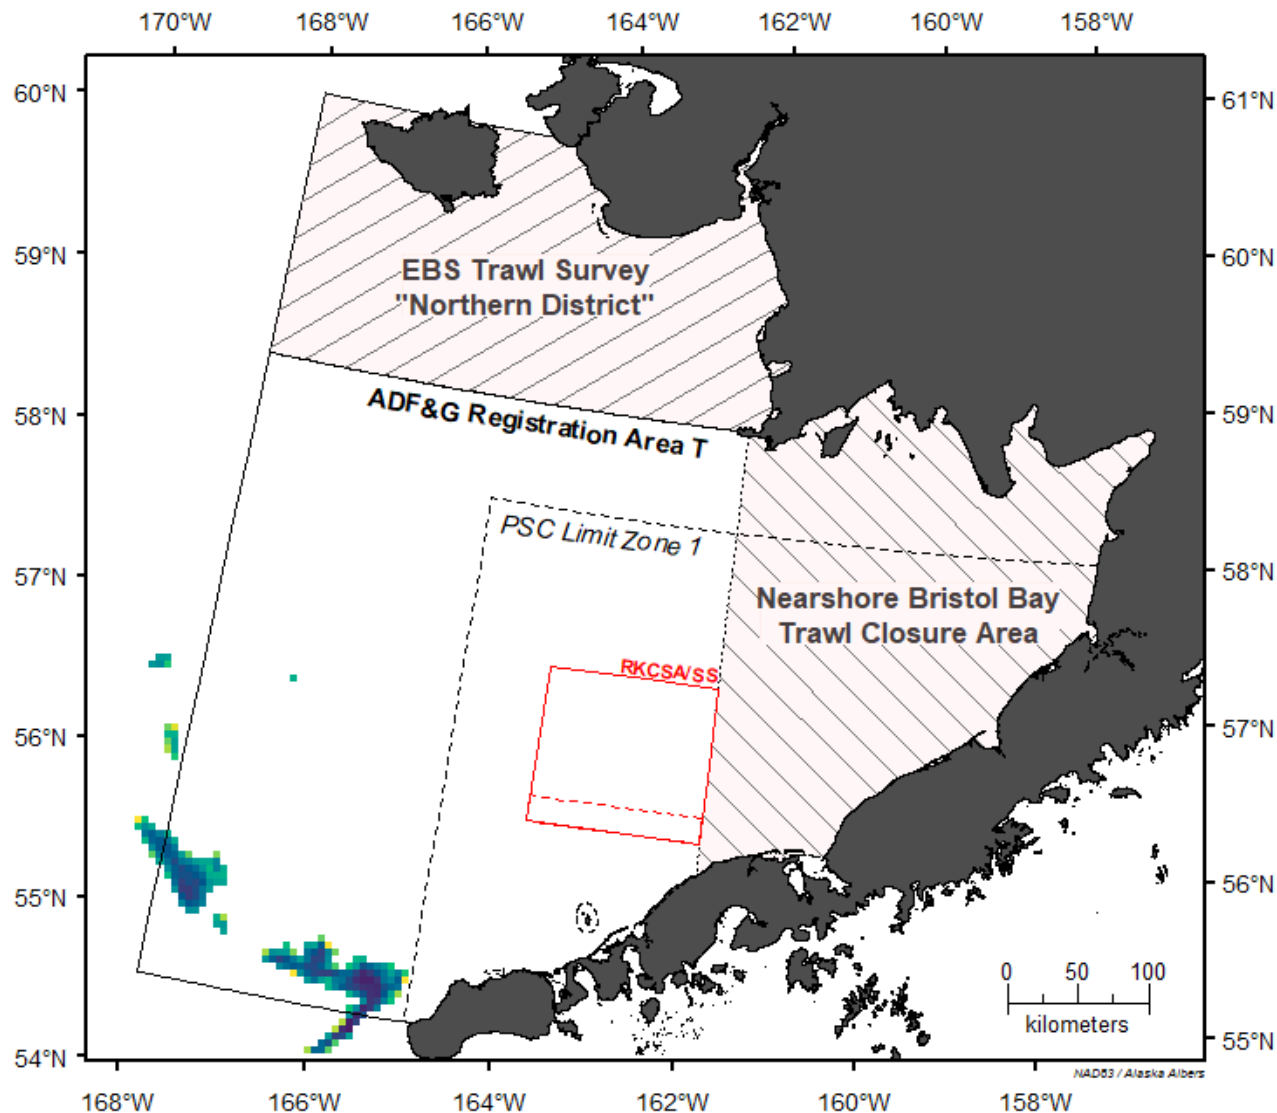 170°W 168°W 166°W 164°W 162°W 160°W 158°W
60°N
61°N
EBS Trawl Survey
"Northern District"
59°N
60°N
ADF&G Registration Area T
58°N
59°N
PSC Limit Zone 1
57°N
58°N
Nearshore Bristol Bay
Trawl Closure Area
RKCSA/SS
56°N
57°N
55°N
56°N
0 50 100
kilometers
54°N
55°N
NAD83 / Alaska Albers
168°W 166°W 164°W 162°W 160°W 158°W